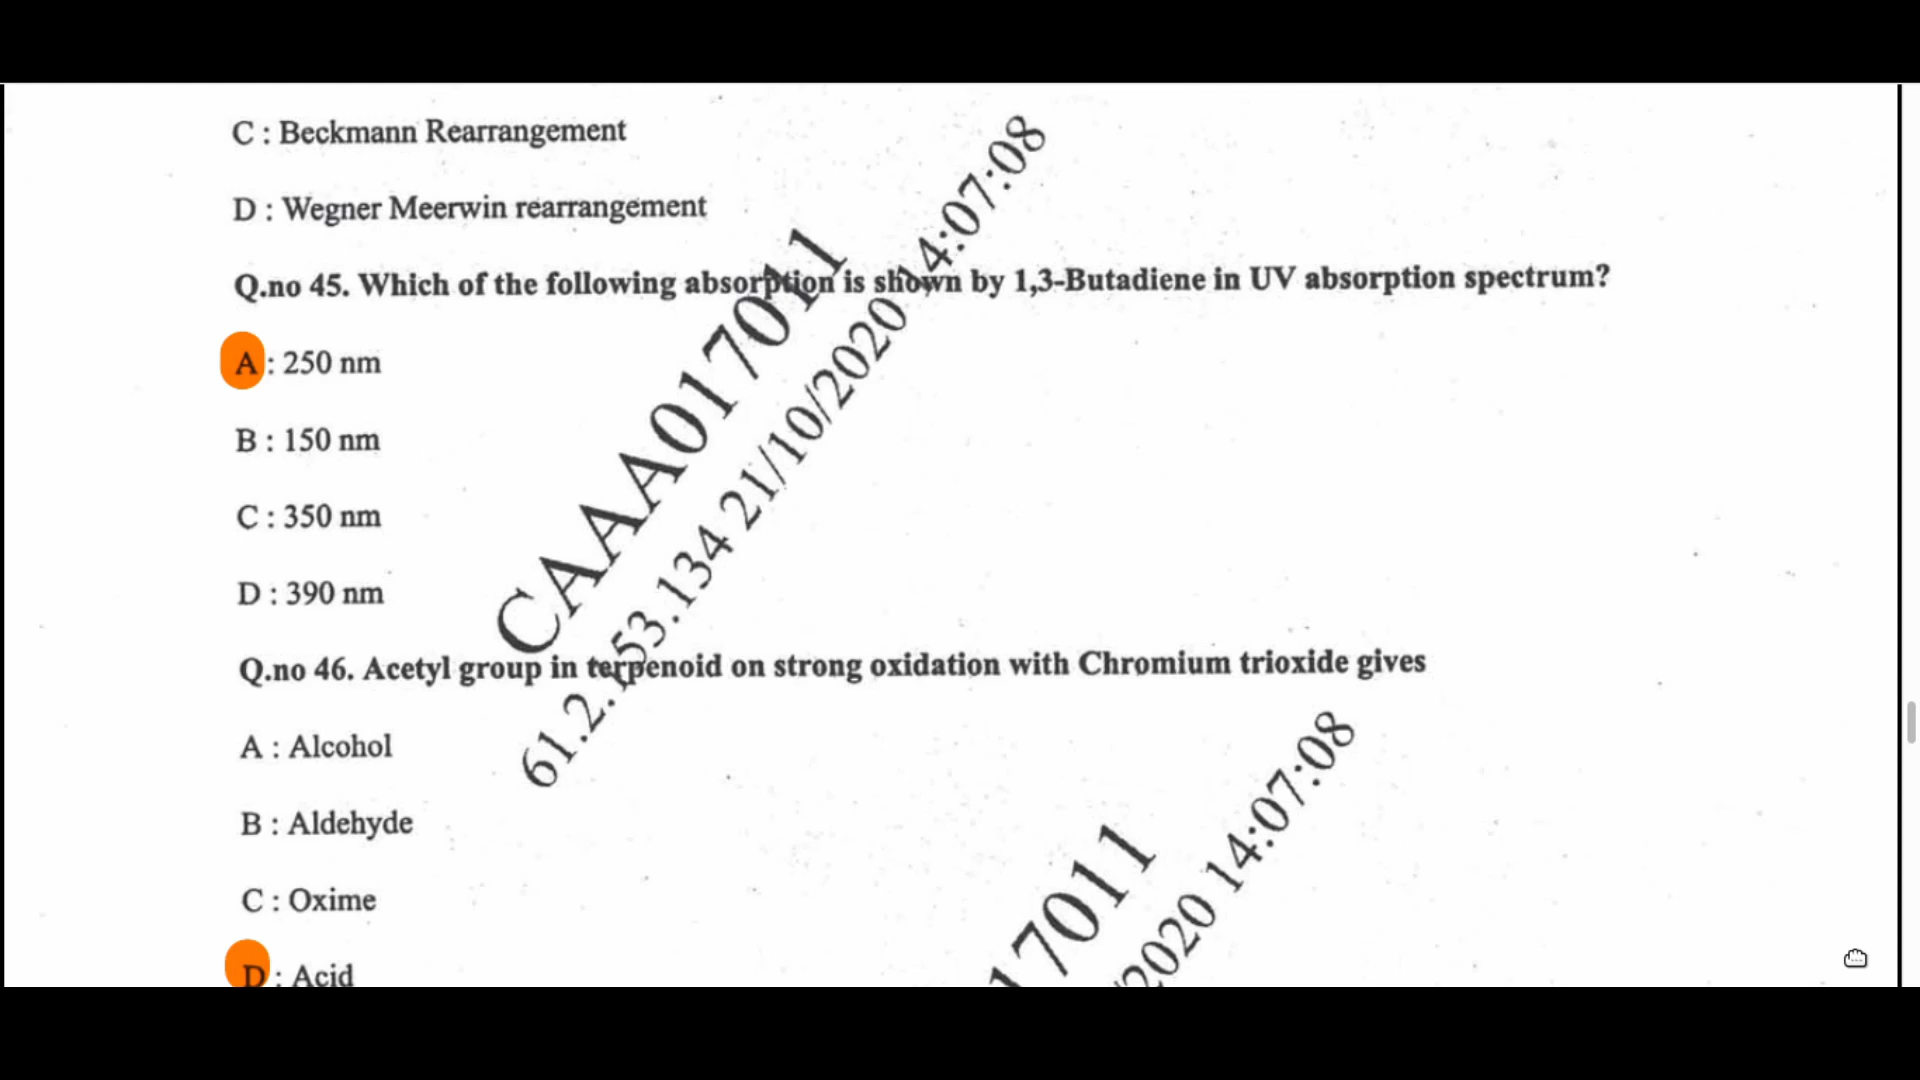 C : Beckmann Rearrangement
D : Wegner Meerwin rearrangement
Q.no 45. Which of the following absorption is shown by 1,3-Butadiene in UV absorption spectrum?
A : 250 nm
B : 150 nm
C : 350 nm
D : 390 nm
CAAA017011
61.2.153.134 21/10/2020 14:07:08
Q.no 46. Acetyl group in terpenoid on strong oxidation with Chromium trioxide gives
A : Alcohol
B : Aldehyde
C : Oxime
D : Acid
17011
/2020 14:07:08